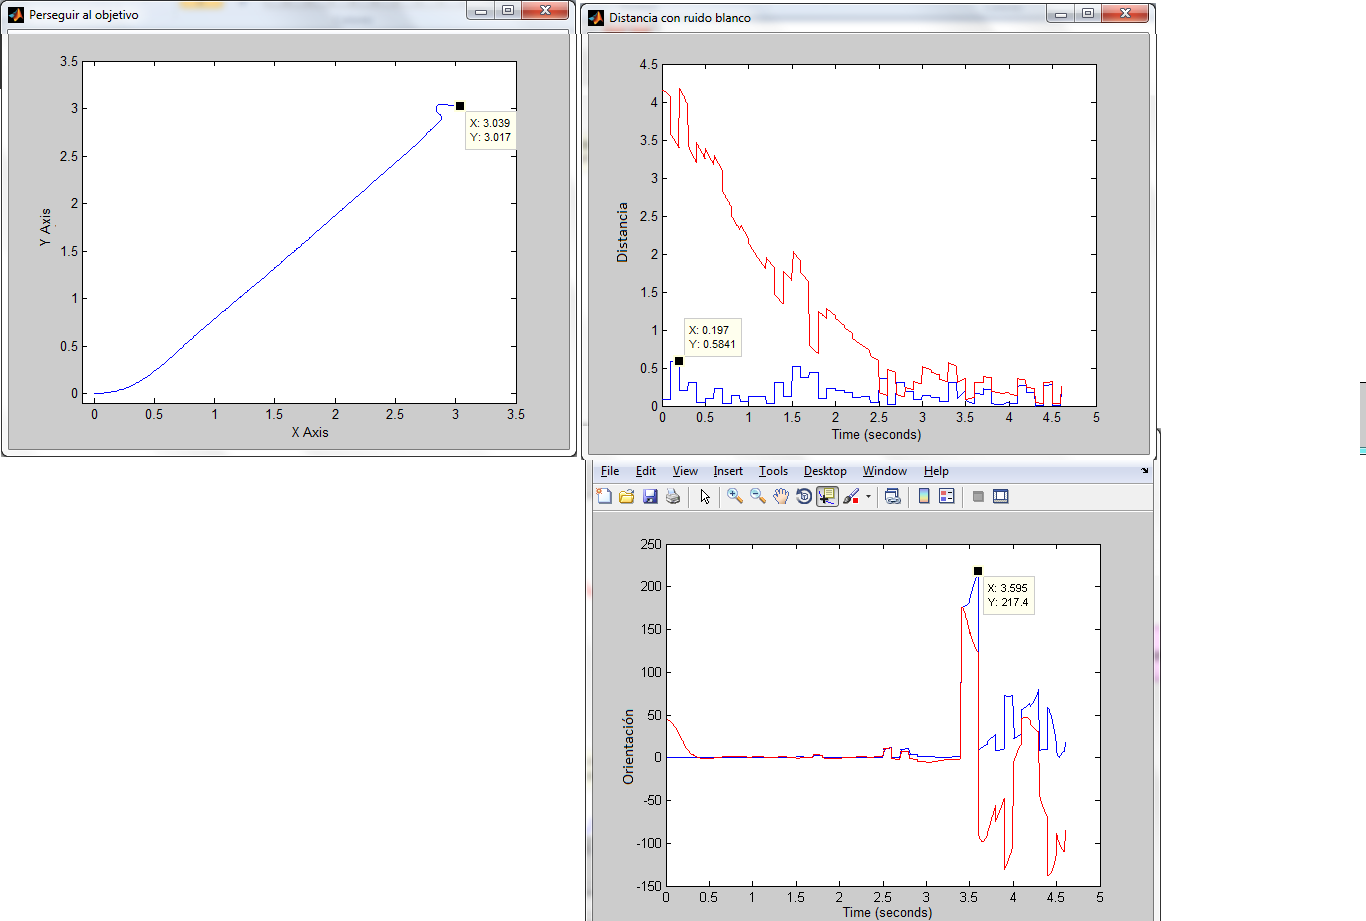 Perseguir al objetivo
3.5
3
2.5
2
1.5
1
0.5
0
Y Axis
X: 3.039
Y: 3.017
0 0.5 1 1.5 2 2.5 3 3.5
X Axis
Distancia con ruido blanco
4.5
4
3.5
3
2.5
2
1.5
1
0.5
0
Distancia
X: 0.197
Y: 0.5841
0 0.5 1 1.5 2 2.5 3 3.5 4 4.5 5
Time (seconds)
File Edit View Insert Tools Desktop Window Help
250
200
150
100
50
0
-50
-100
-150
Orientación
X: 3.595
Y: 217.4
0 0.5 1 1.5 2 2.5 3 3.5 4 4.5 5
Time (seconds)